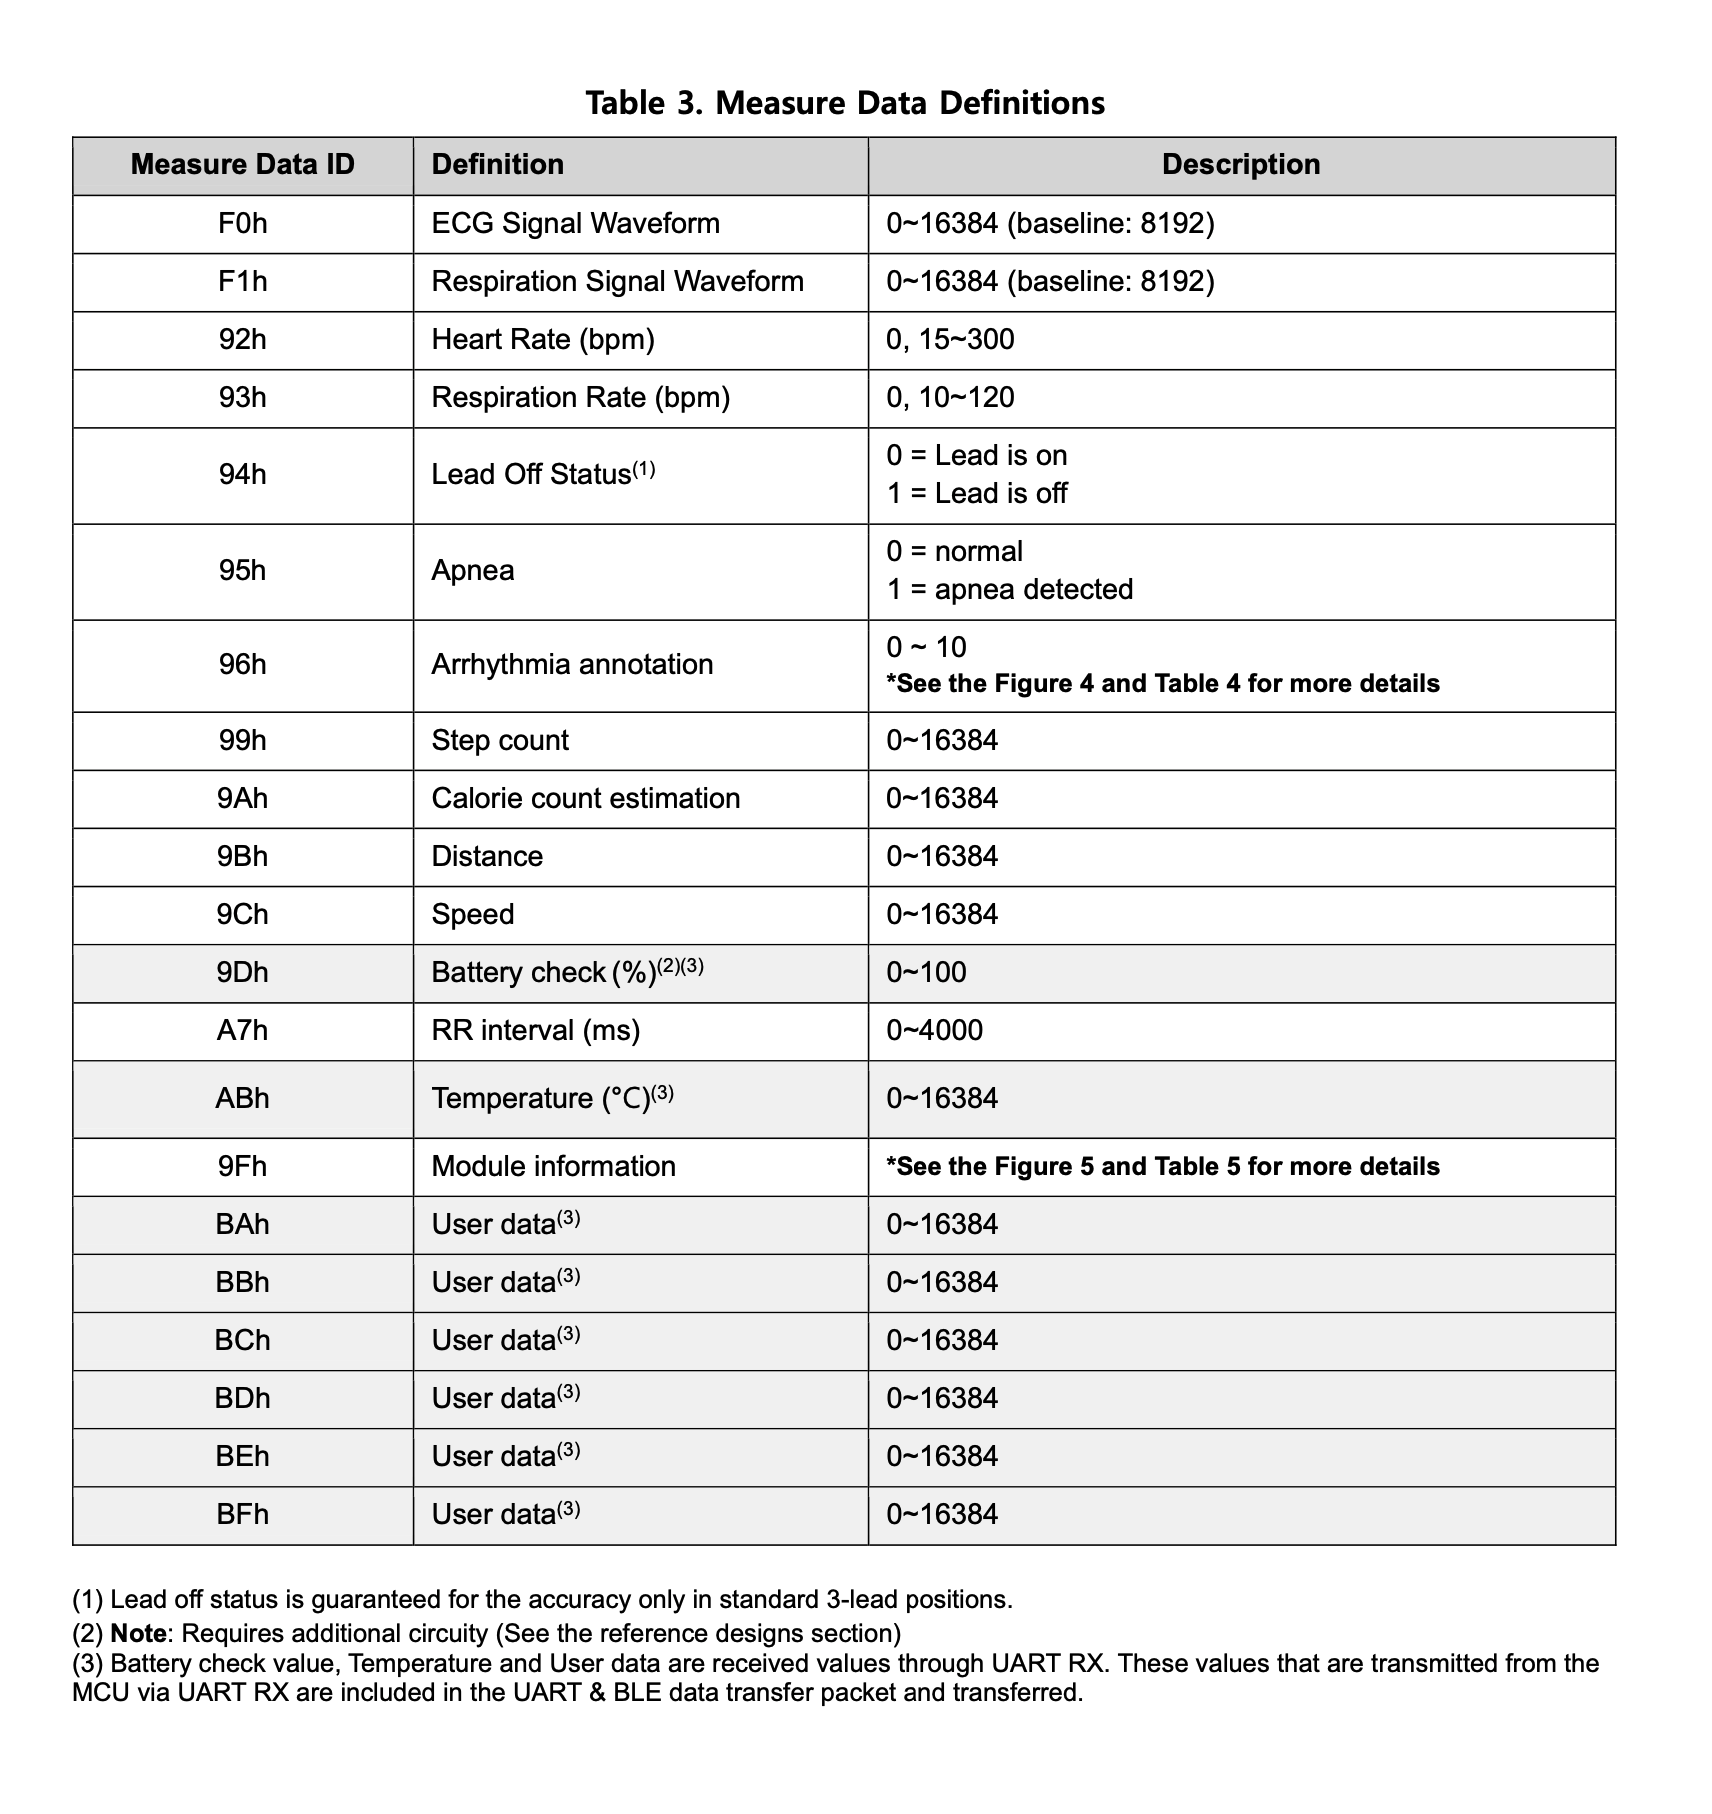 Table 3. Measure Data Definitions
Measure Data ID Definition Description
F0h ECG Signal Waveform 0~16384 (baseline: 8192)
F1h Respiration Signal Waveform 0~16384 (baseline: 8192)
92h Heart Rate (bpm) 0, 15~300
93h Respiration Rate (bpm) 0, 10~120
94h Lead Off Status(1) 0 = Lead is on
1 = Lead is off
95h Apnea 0 = normal
1 = apnea detected
96h Arrhythmia annotation 0 ~ 10
*See the Figure 4 and Table 4 for more details
99h Step count 0~16384
9Ah Calorie count estimation 0~16384
9Bh Distance 0~16384
9Ch Speed 0~16384
9Dh Battery check (%)(2)(3) 0~100
A7h RR interval (ms) 0~4000
ABh Temperature (°C)(3) 0~16384
9Fh Module information *See the Figure 5 and Table 5 for more details
BAh User data(3) 0~16384
BBh User data(3) 0~16384
BCh User data(3) 0~16384
BDh User data(3) 0~16384
BEh User data(3) 0~16384
BFh User data(3) 0~16384
(1) Lead off status is guaranteed for the accuracy only in standard 3-lead positions.
(2) Note: Requires additional circuity (See the reference designs section)
(3) Battery check value, Temperature and User data are received values through UART RX. These values that are transmitted from the
MCU via UART RX are included in the UART & BLE data transfer packet and transferred.